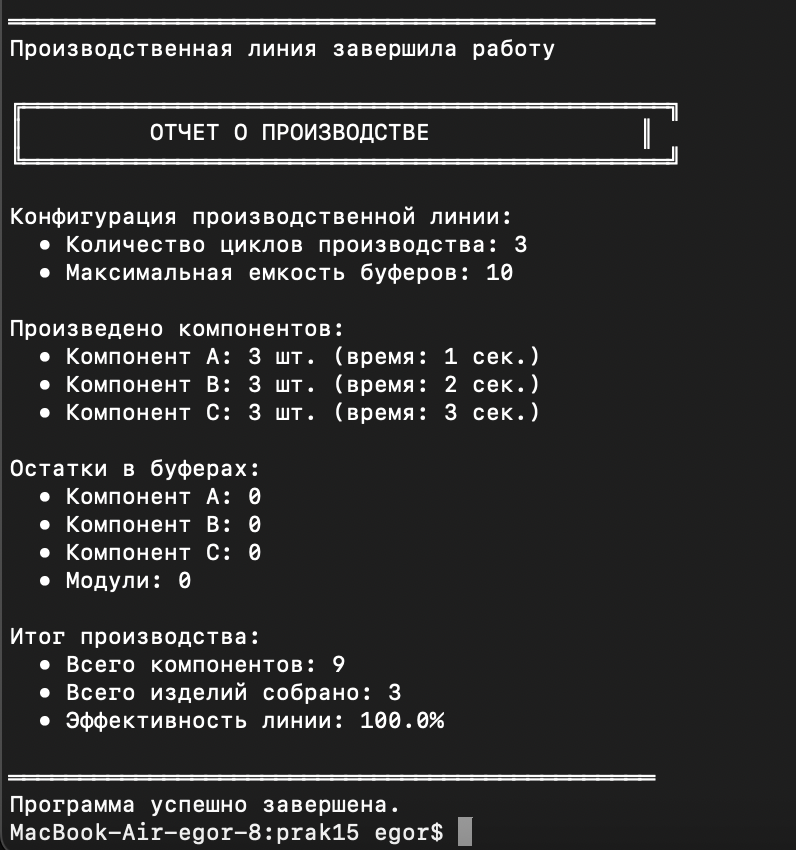 Производственная линия завершила работу
ОТЧЕТ О ПРОИЗВОДСТВЕ
Конфигурация производственной линии:
• Количество циклов производства: 3
• Максимальная емкость буферов: 10
Произведено компонентов:
• Компонент A: 3 шт. (время: 1 сек.)
• Компонент B: 3 шт. (время: 2 сек.)
• Компонент C: 3 шт. (время: 3 сек.)
Остатки в буферах:
• Компонент A: 0
• Компонент B: 0
• Компонент C: 0
• Модули: 0
Итог производства:
• Всего компонентов: 9
• Всего изделий собрано: 3
• Эффективность линии: 100.0%
Программа успешно завершена.
MacBook-Air-egor-8:prak15 egor$